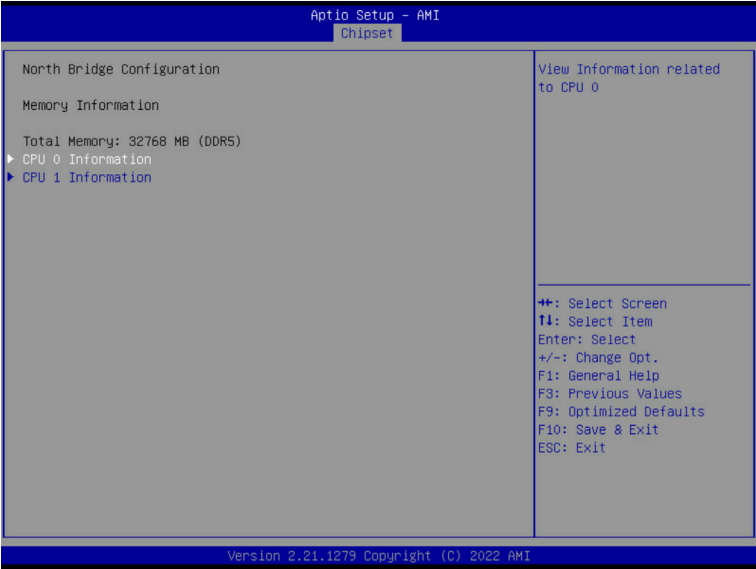 Aptio Setup - AMI
Chipset
North Bridge Configuration
Memory Information
Total Memory: 32768 MB (DDR5)
CPU 0 Information
CPU 1 Information
View Information related
to CPU 0
→←: Select Screen
↑↓: Select Item
Enter: Select
+/-: Change Opt.
F1: General Help
F3: Previous Values
F9: Optimized Defaults
F10: Save & Exit
ESC: Exit
Version 2.21.1279 Copyright (C) 2022 AMI